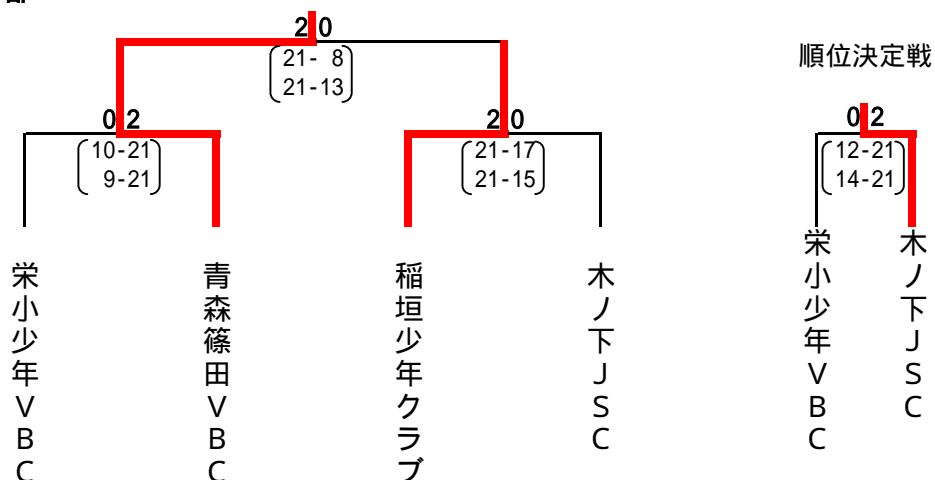 2 0
21- 8
21-13
順位決定戦
0 2
10-21
9-21
2 0
21-17
21-15
0 2
12-21
14-21
栄小少年VBC
青森篠田VBC
稲垣少年クラブ
木ノ下JSC
栄小少年VBC
木ノ下JSC